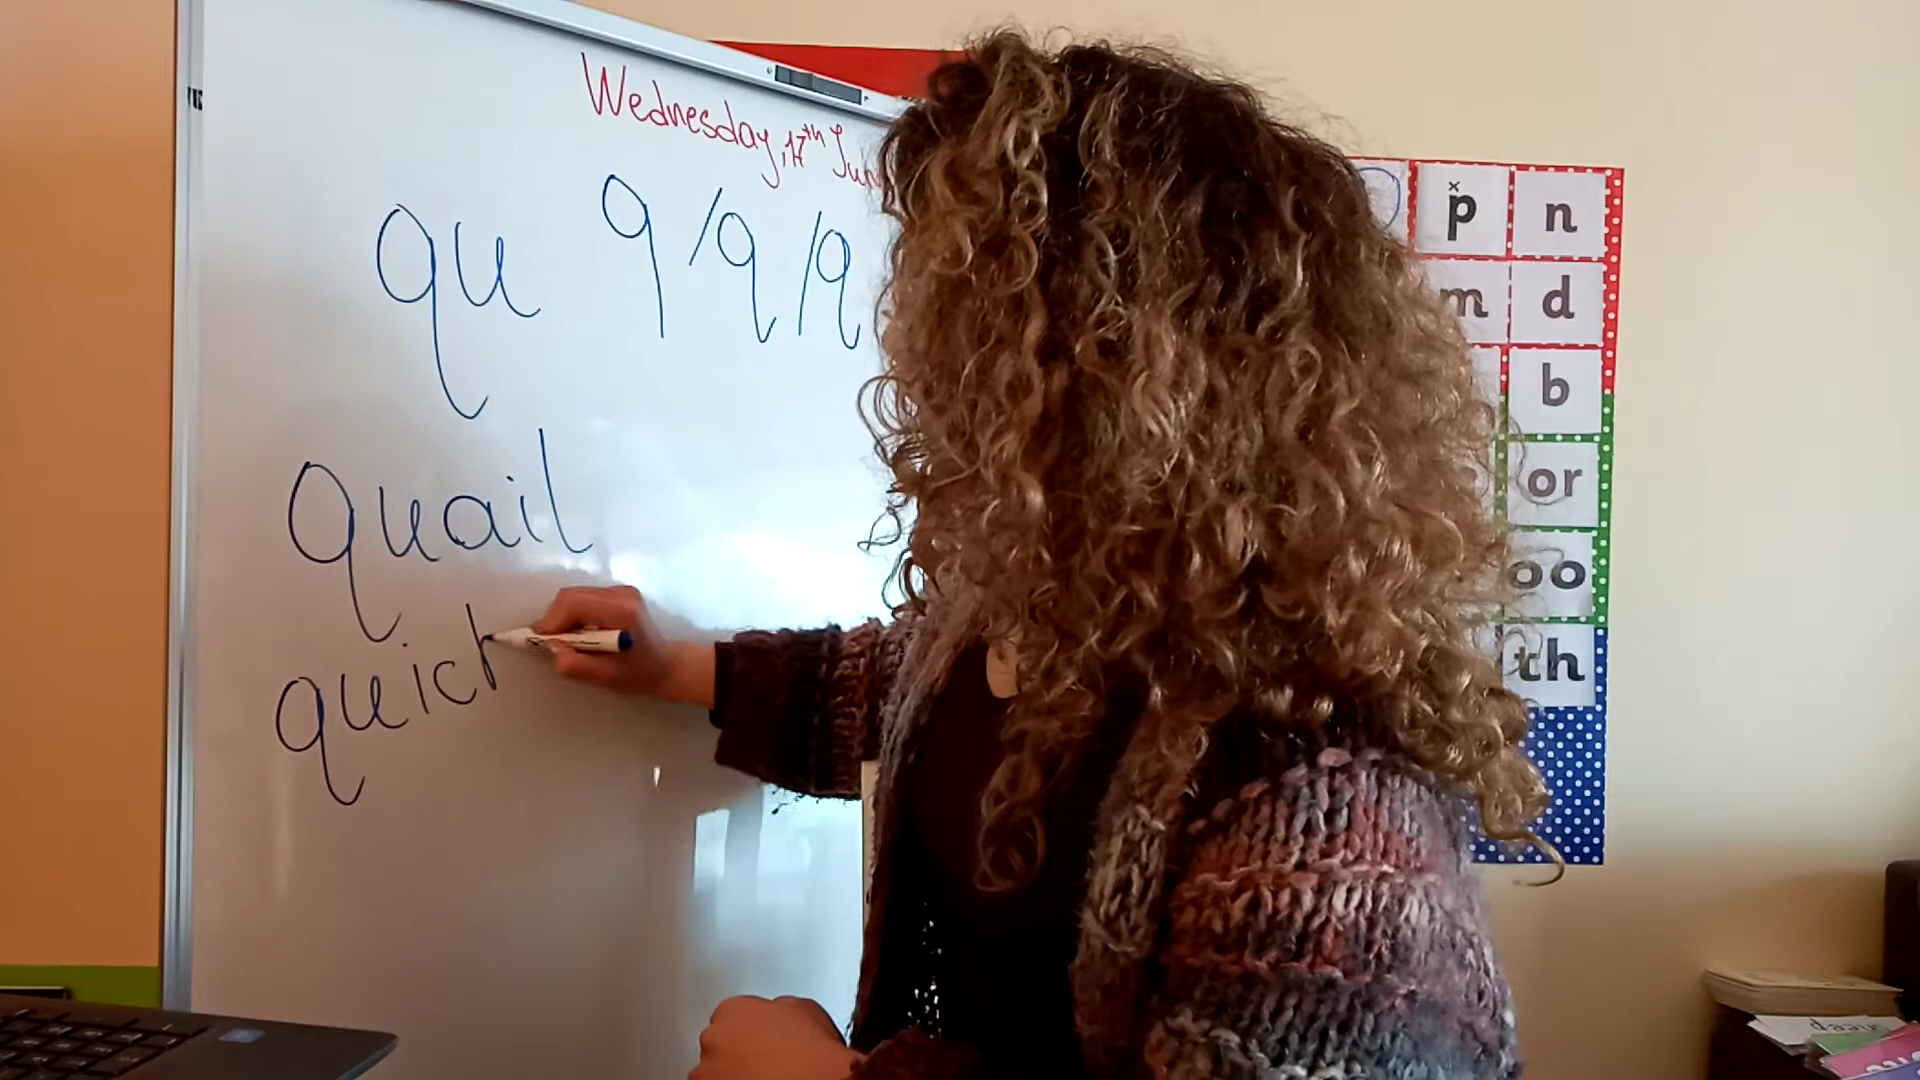 Wednesday, 17th Jun
qu q/q/q
quail
quick
p n
m d
b
or
oo
th